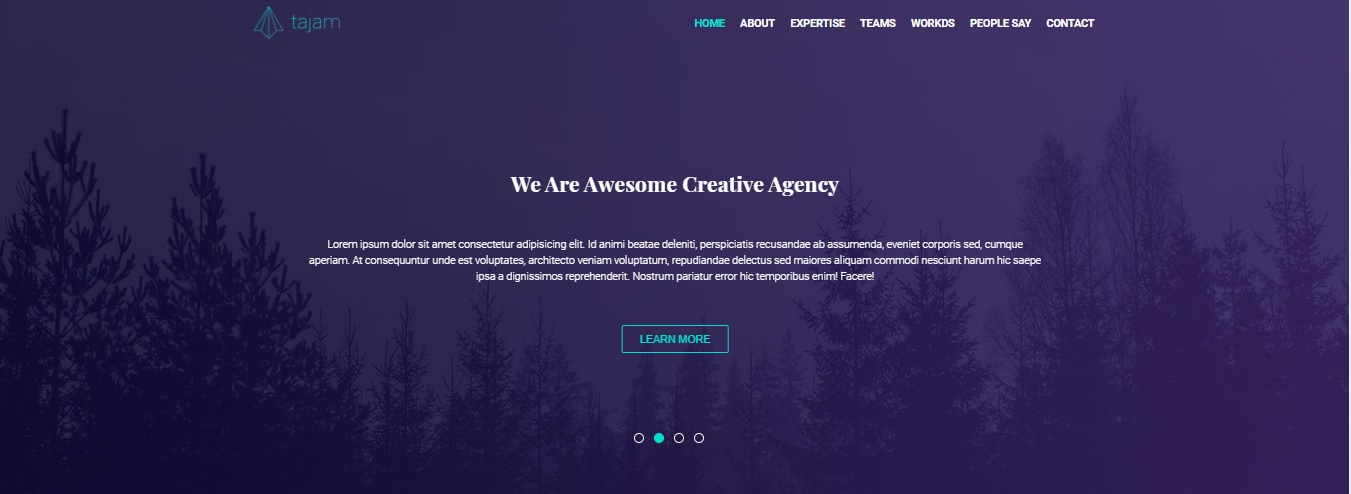 tajam
HOME ABOUT EXPERTISE TEAMS WORKDS PEOPLE SAY CONTACT
We Are Awesome Creative Agency
Lorem ipsum dolor sit amet consectetur adipisicing elit. Id animi beatae deleniti, perspiciatis recusandae ab assumenda, eveniet corporis sed, cumque
aperiam. At consequuntur unde est voluptates, architecto veniam voluptatum, repudiandae delectus sed maiores aliquam commodi nesciunt harum hic saepe
ipsa a dignissimos reprehenderit. Nostrum pariatur error hic temporibus enim! Facere!
LEARN MORE